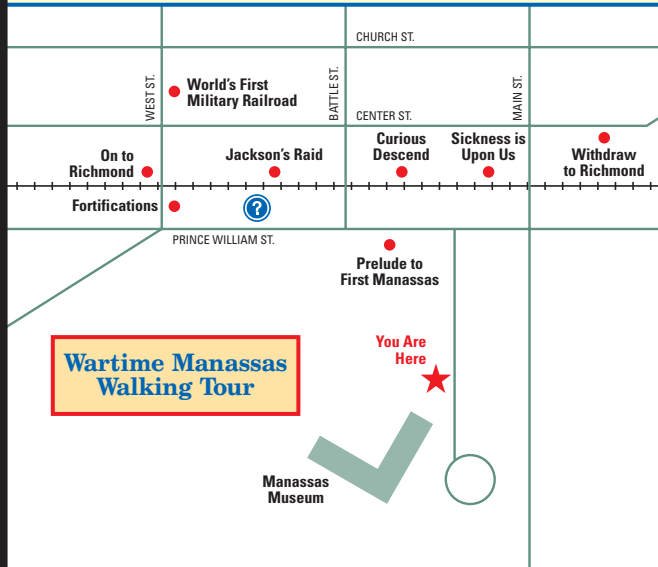 CHURCH ST.
WEST ST.
World's First
Military Railroad
BATTLE ST.
CENTER ST.
MAIN ST.
On to
Richmond
Jackson's Raid
Curious
Descend
Sickness is
Upon Us
Withdraw
to Richmond
Fortifications
?
PRINCE WILLIAM ST.
Prelude to
First Manassas
You Are
Here
Wartime Manassas
Walking Tour
Manassas
Museum